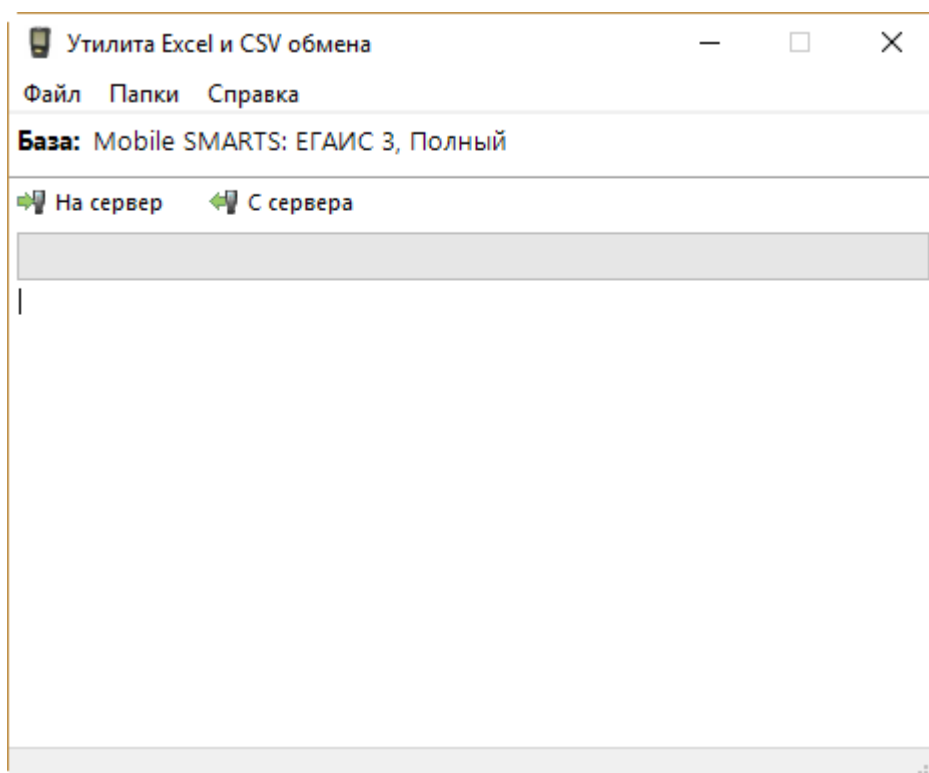 Утилита Excel и CSV обмена
Файл Папки Справка
База: Mobile SMARTS: ЕГАИС 3, Полный
На сервер С сервера